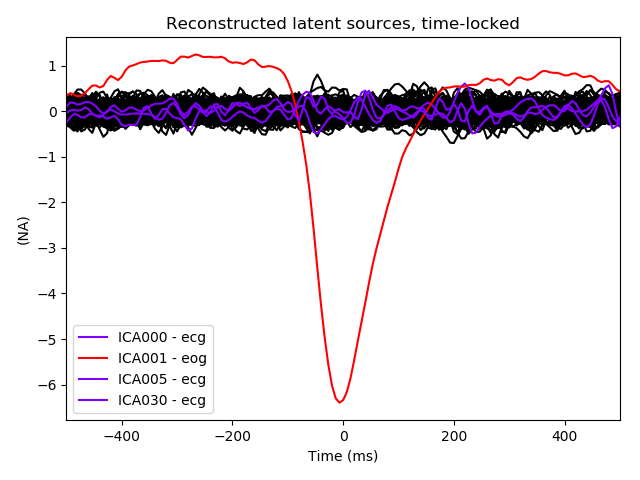 Reconstructed latent sources, time-locked
1
0
−1
−2
−3
−4
−5
−6
(NA)
ICA000 - ecg
ICA001 - eog
ICA005 - ecg
ICA030 - ecg
−400 −200 0 200 400
Time (ms)